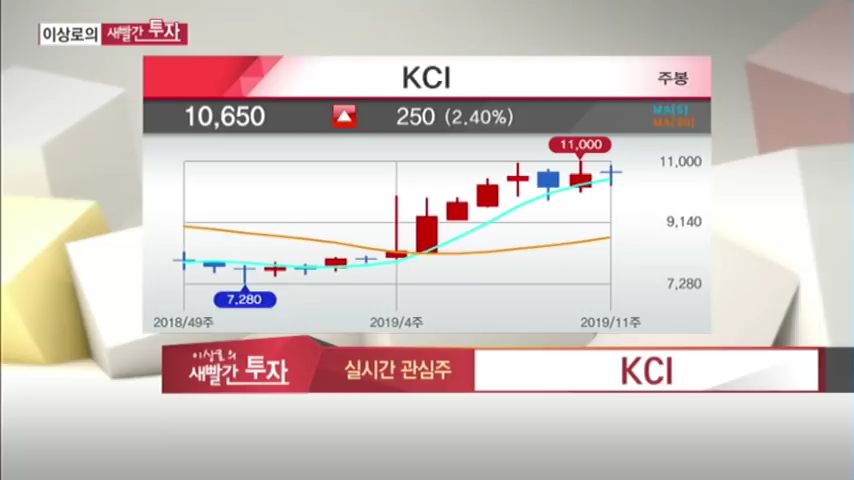 이상로의 새빨간 투자
KCI
주봉
10,650 250 (2.40%)
MA(5)
11,000
11,000
9,140
7,280
7,280
2018/49주 2019/4주 2019/11주
이상로의
새빨간 투자
실시간 관심주
KCI